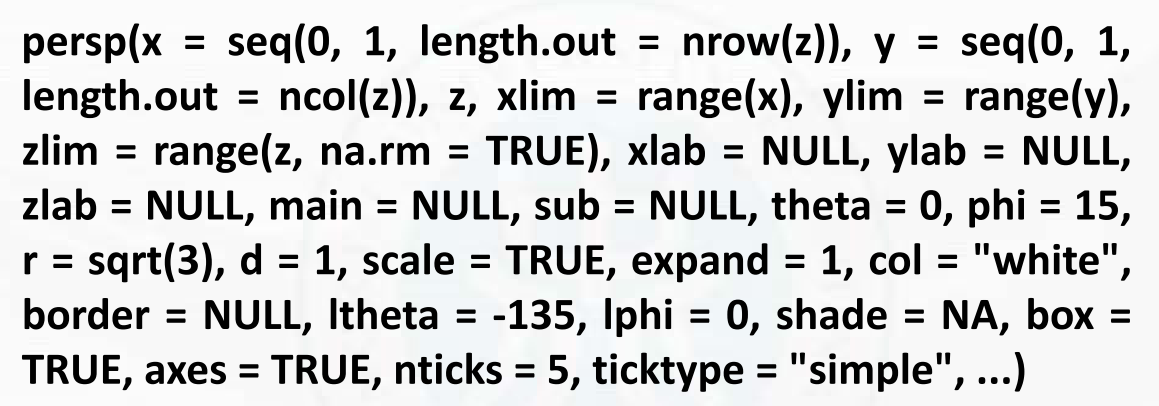 persp(x = seq(0, 1, length.out = nrow(z)), y = seq(0, 1,
length.out = ncol(z)), z, xlim = range(x), ylim = range(y),
zlim = range(z, na.rm = TRUE), xlab = NULL, ylab = NULL,
zlab = NULL, main = NULL, sub = NULL, theta = 0, phi = 15,
r = sqrt(3), d = 1, scale = TRUE, expand = 1, col = "white",
border = NULL, ltheta = -135, lphi = 0, shade = NA, box =
TRUE, axes = TRUE, nticks = 5, ticktype = "simple", ...)